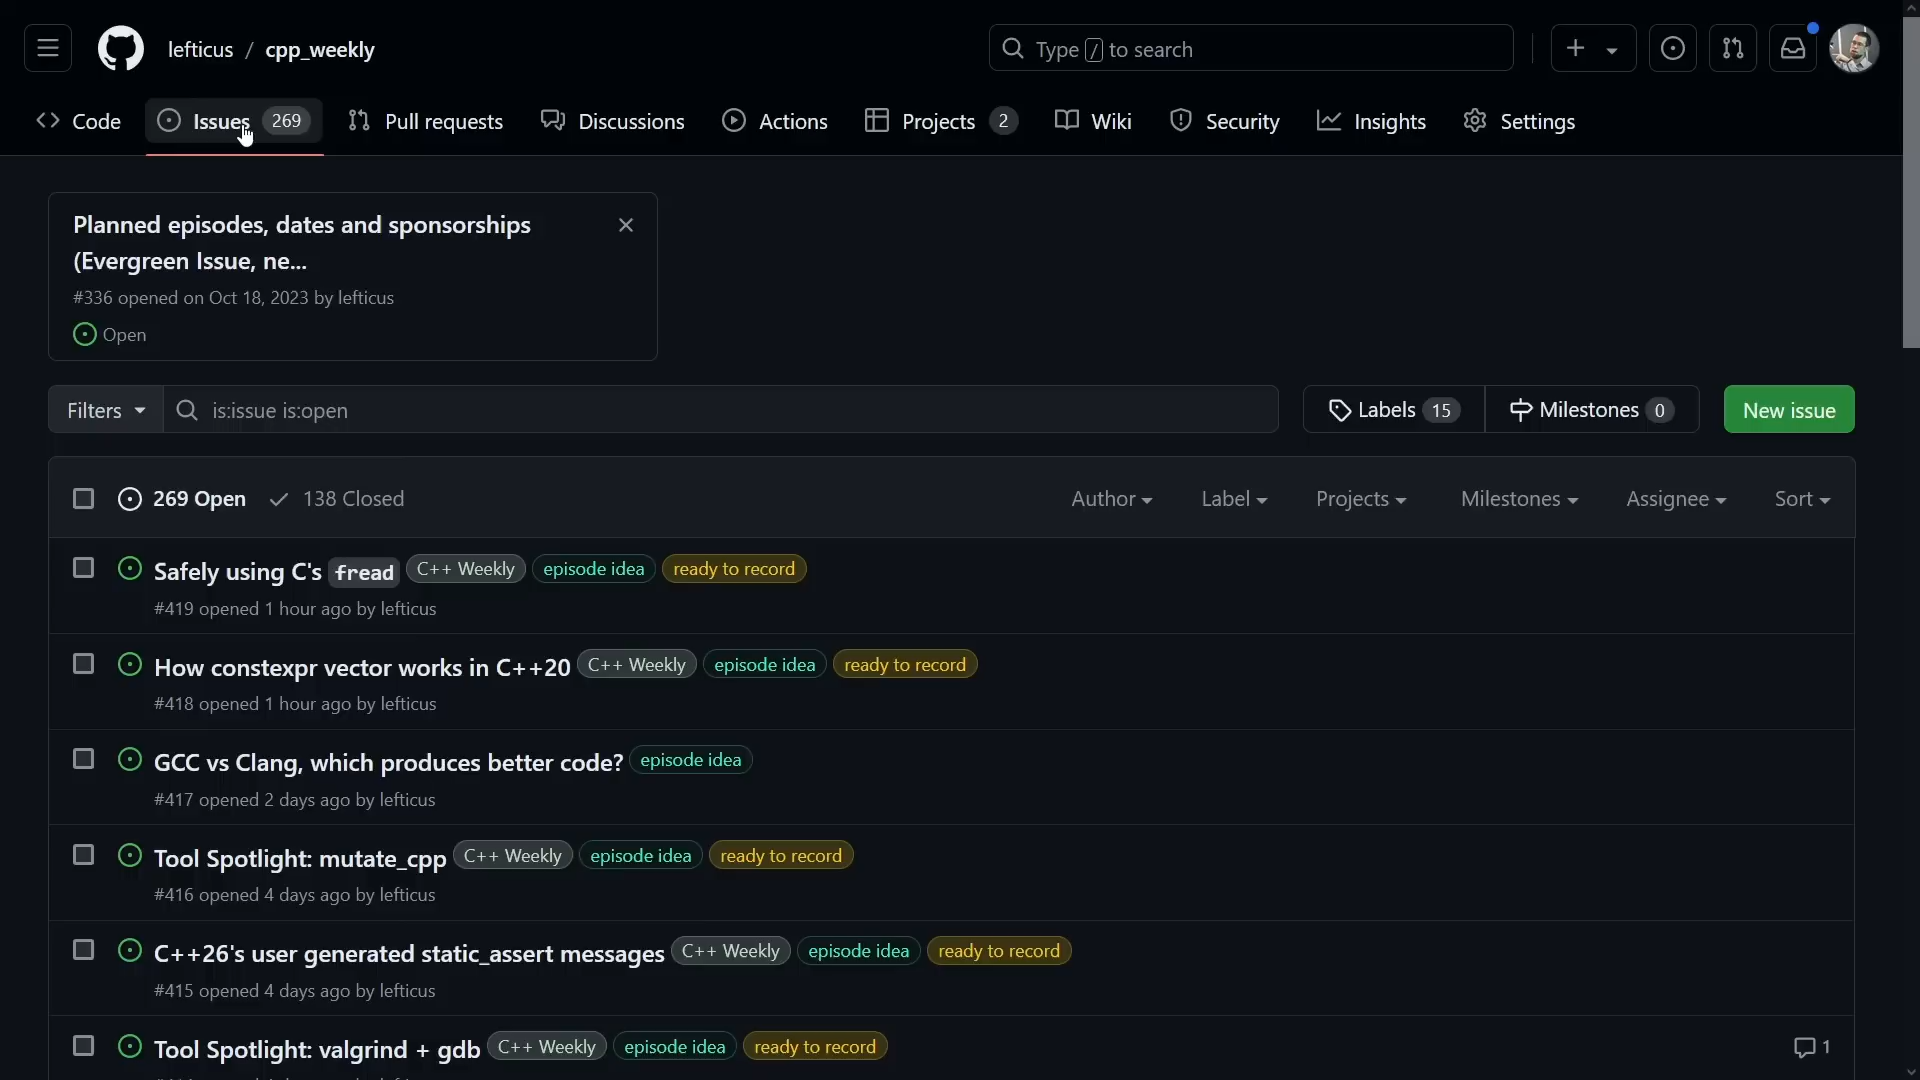 lefticus / cpp_weekly
Type / to search
Code
Issues 269
Pull requests
Discussions
Actions
Projects 2
Wiki
Security
Insights
Settings
Planned episodes, dates and sponsorships
(Evergreen Issue, ne...
#336 opened on Oct 18, 2023 by lefticus
Open
Filters
is:issue is:open
Labels 15
Milestones 0
New issue
269 Open
138 Closed
Author
Label
Projects
Milestones
Assignee
Sort
Safely using C's fread C++ Weekly episode idea ready to record
#419 opened 1 hour ago by lefticus
How constexpr vector works in C++20 C++ Weekly episode idea ready to record
#418 opened 1 hour ago by lefticus
GCC vs Clang, which produces better code? episode idea
#417 opened 2 days ago by lefticus
Tool Spotlight: mutate_cpp C++ Weekly episode idea ready to record
#416 opened 4 days ago by lefticus
C++26's user generated static_assert messages C++ Weekly episode idea ready to record
#415 opened 4 days ago by lefticus
Tool Spotlight: valgrind + gdb C++ Weekly episode idea ready to record
1